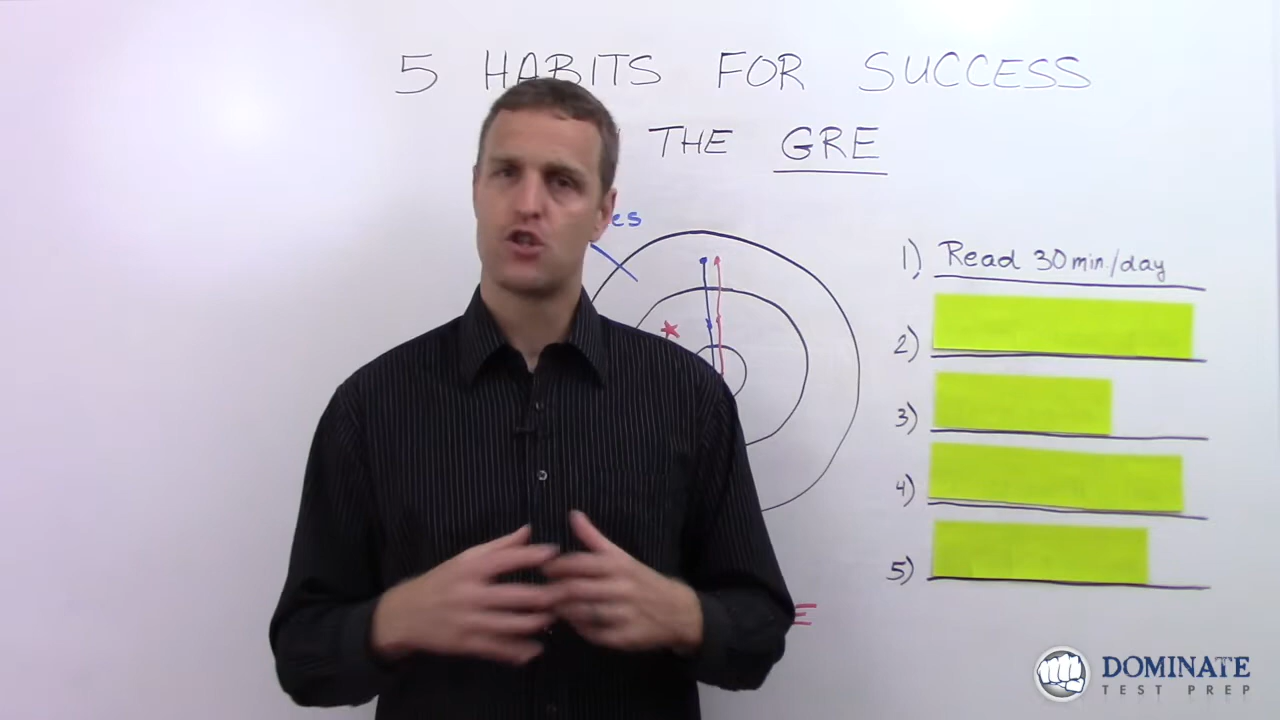 5 HABITS FOR SUCCESS
THE GRE
1) Read 30 min./day
2)
3)
4)
5)
DOMINATE
TEST PREP